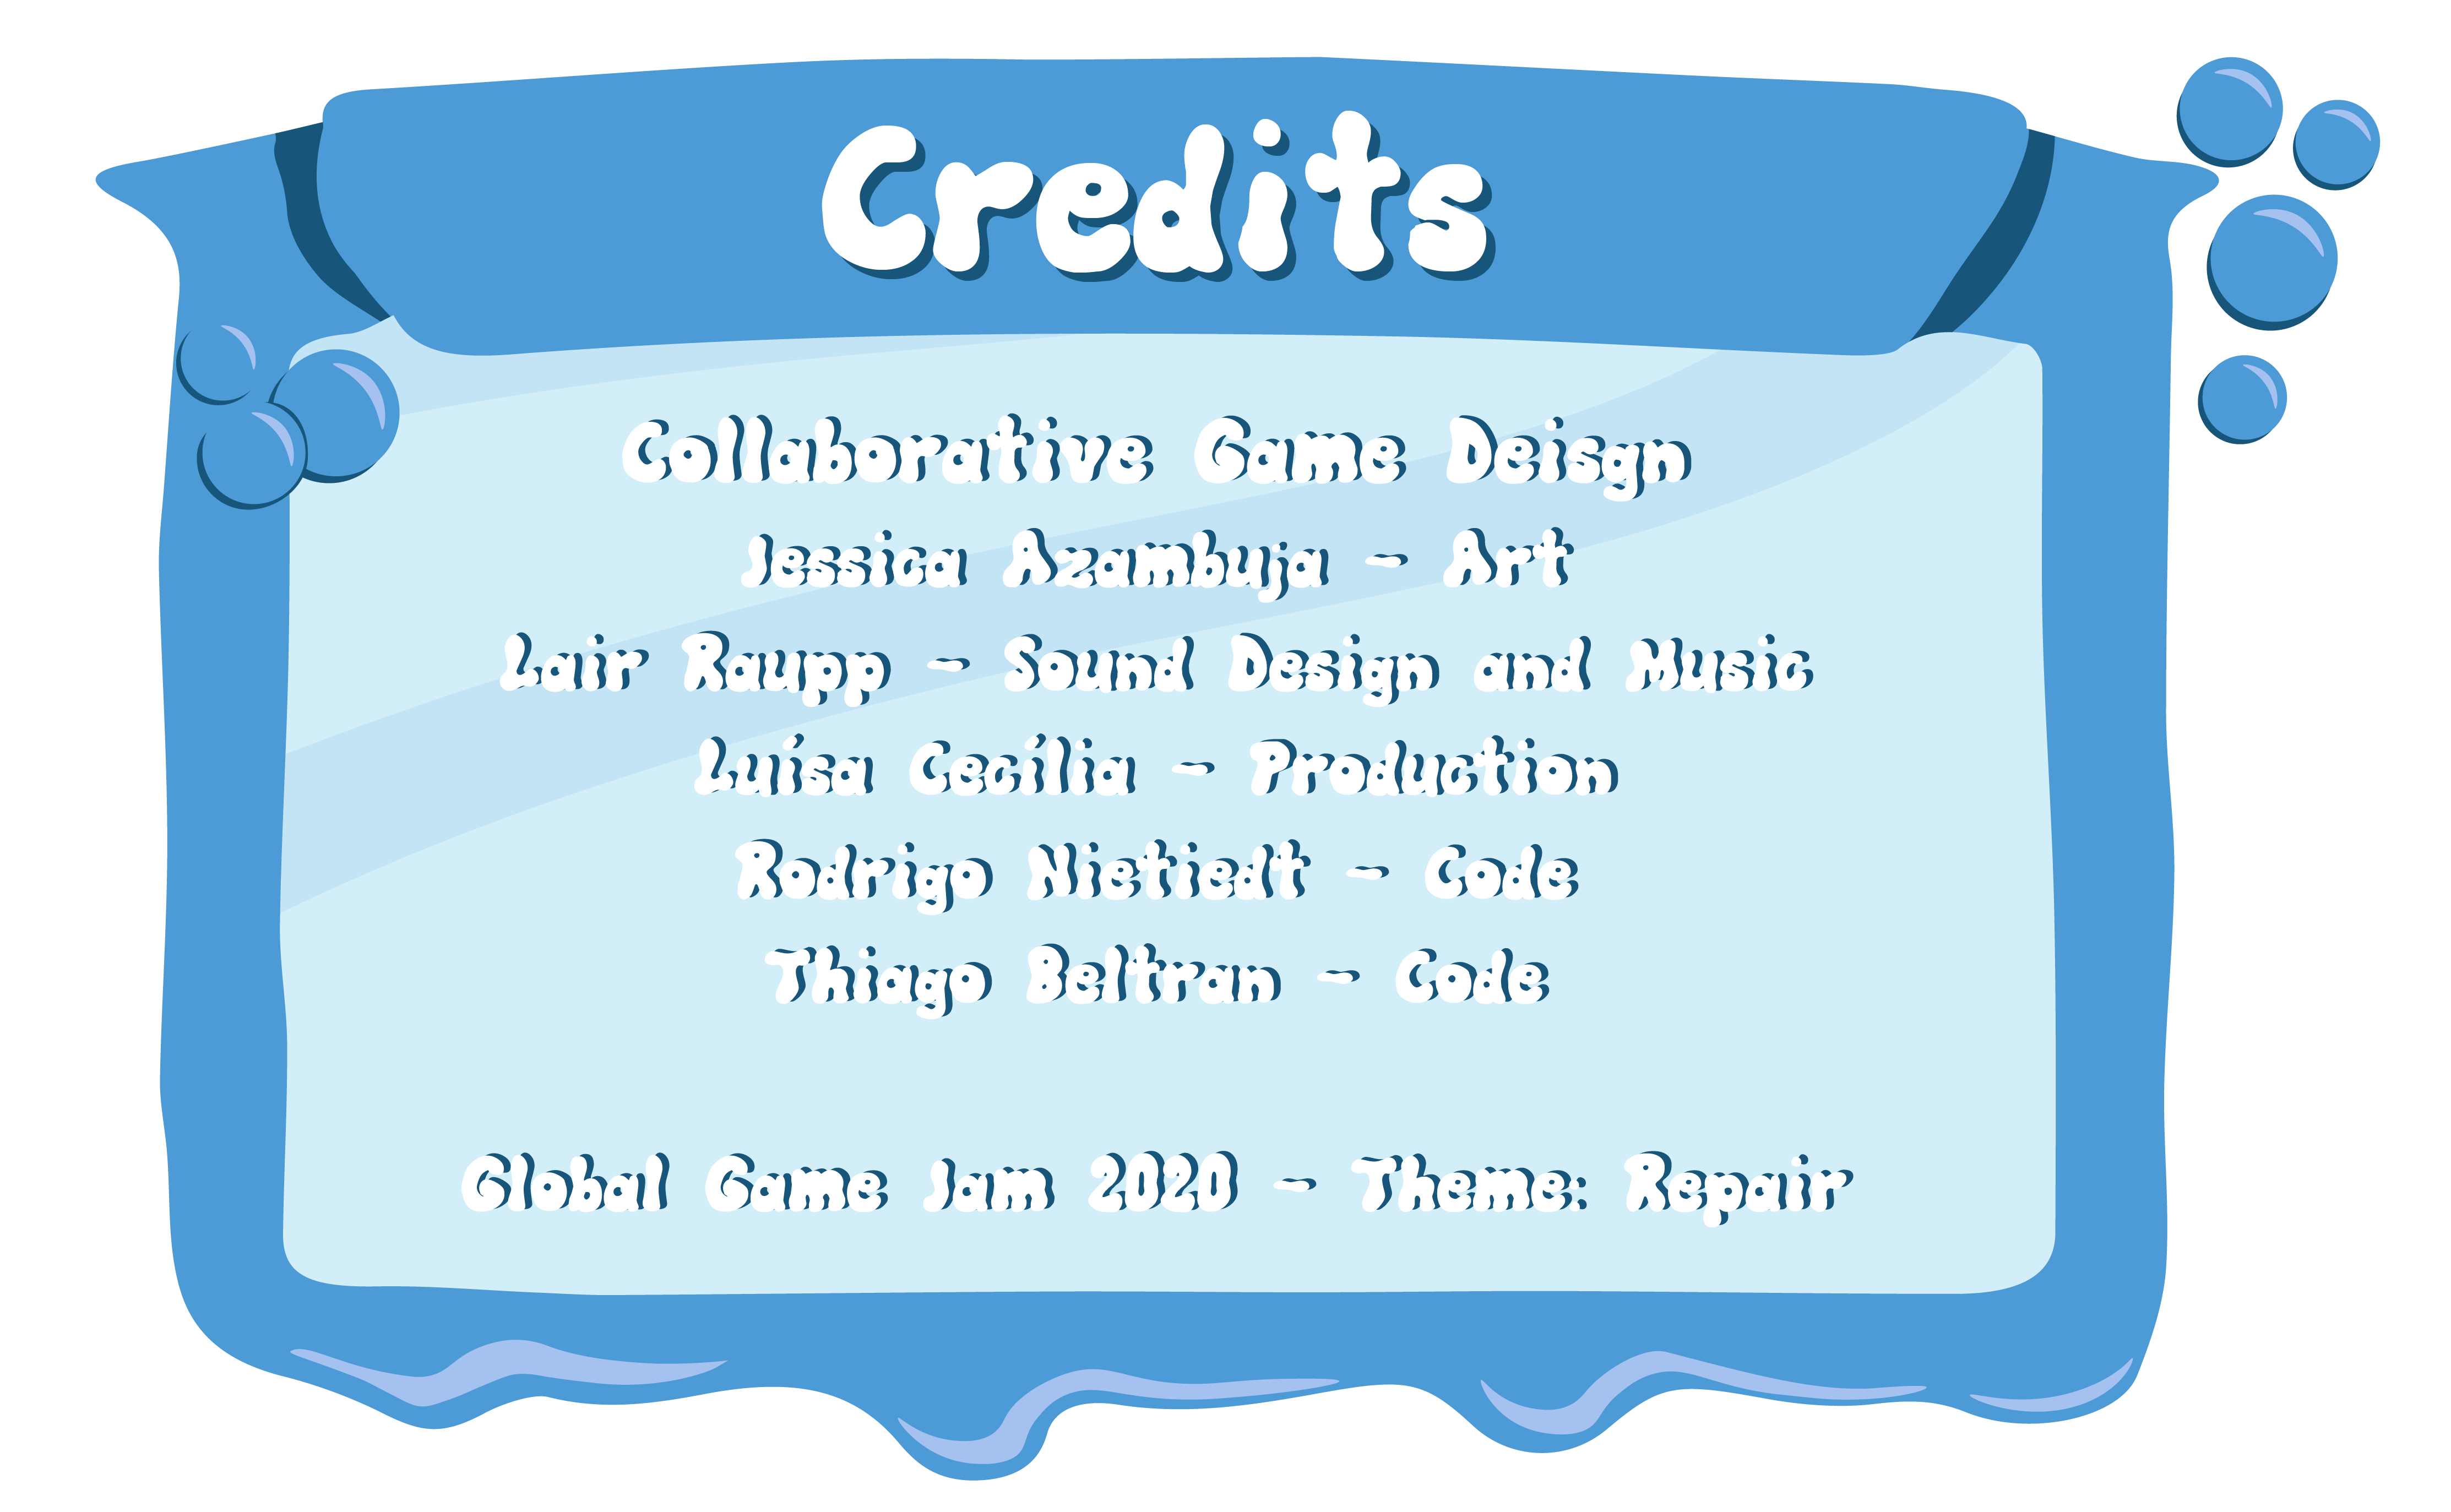 Credits
Collaborative Game Deisgn
Jessica Azambuja - Art
Lair Raupp - Sound Design and Music
Luísa Cecília - Production
Rodrigo Nietiedt - Code
Thiago Beltran - Code
Global Game Jam 2020 - Theme: Repair